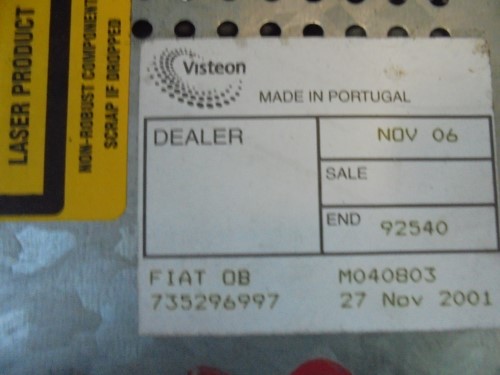 LASER PRODUCT
NON-ROBUST COMPONENT
SCRAP IF DROPPED
Visteon
MADE IN PORTUGAL
DEALER
NOV 06
SALE
END 92540
FIAT OB M040803
735296997 27 Nov 2001